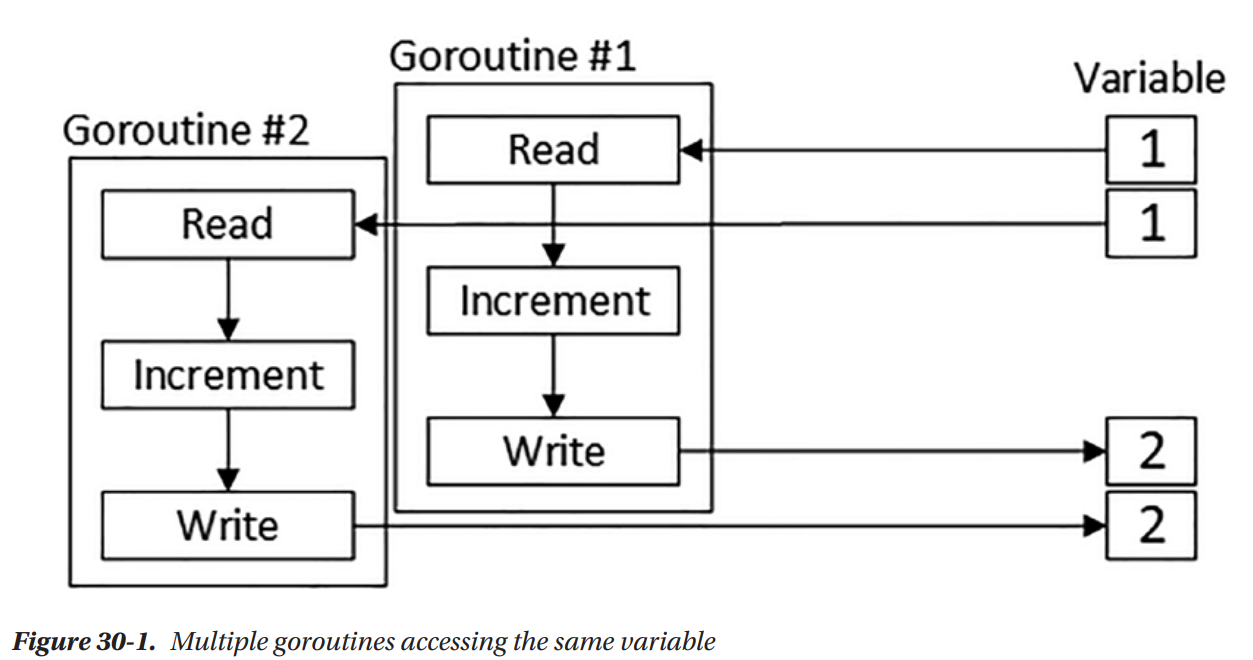 Goroutine #1
Variable
Goroutine #2
Read
1
Read
1
Increment
Increment
Write
2
Write
2
Figure 30-1. Multiple goroutines accessing the same variable